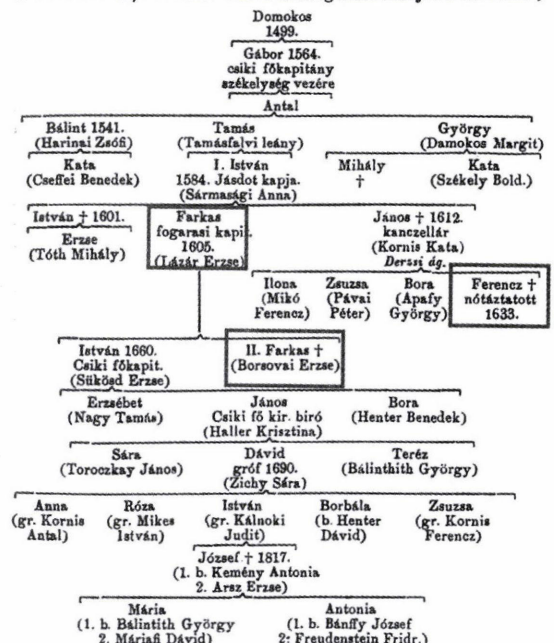 Domokos
1499.
Gábor 1564.
csiki főkapitány
székelység vezére
Antal
Bálint 1541. Tamás György
(Harinai Zsófi) (Tamásfalvi leány) (Damokos Margit)
Kata I. István Mihály Kata
(Cseffei Benedek) 1584. Jásdot kapja. † (Székely Bold.)
(Sármasági Anna)
István † 1601. Farkas János † 1612.
Erzse fogarasi kapi. kanczellár
(Tóth Mihály) 1605. (Kornis Kata)
(Lázár Erzse) Derzsi ág.
Ilona Zsuzsa Bora Ferencz †
(Mikó (Pávai (Apafy nótáztatott
Ferencz) Péter) György) 1633.
István 1660. II. Farkas †
Csiki főkapit. (Borsovai Erzse)
(Sükösd Erzse)
Erzsébet János Bora
(Nagy Tamás) Csiki fő kir. biró (Henter Benedek)
(Haller Krisztina)
Sára Dávid Teréz
(Toroczkay János) gróf 1690. (Bálinthith György)
(Zichy Sára)
Anna Róza István Borbála Zsuzsa
(gr. Kornis (gr. Mikes (gr. Kálnoki (b. Henter (gr. Kornis
Antal) István) Judit) Dávid) Ferencz)
József † 1817.
(1. b. Kemény Antonia
2. Arsz Erzse)
Mária Antonia
(1. b. Bálintith György (1. b. Bánffy József
2. Máriafi Dávid) 2: Freudenstein Fridr.)